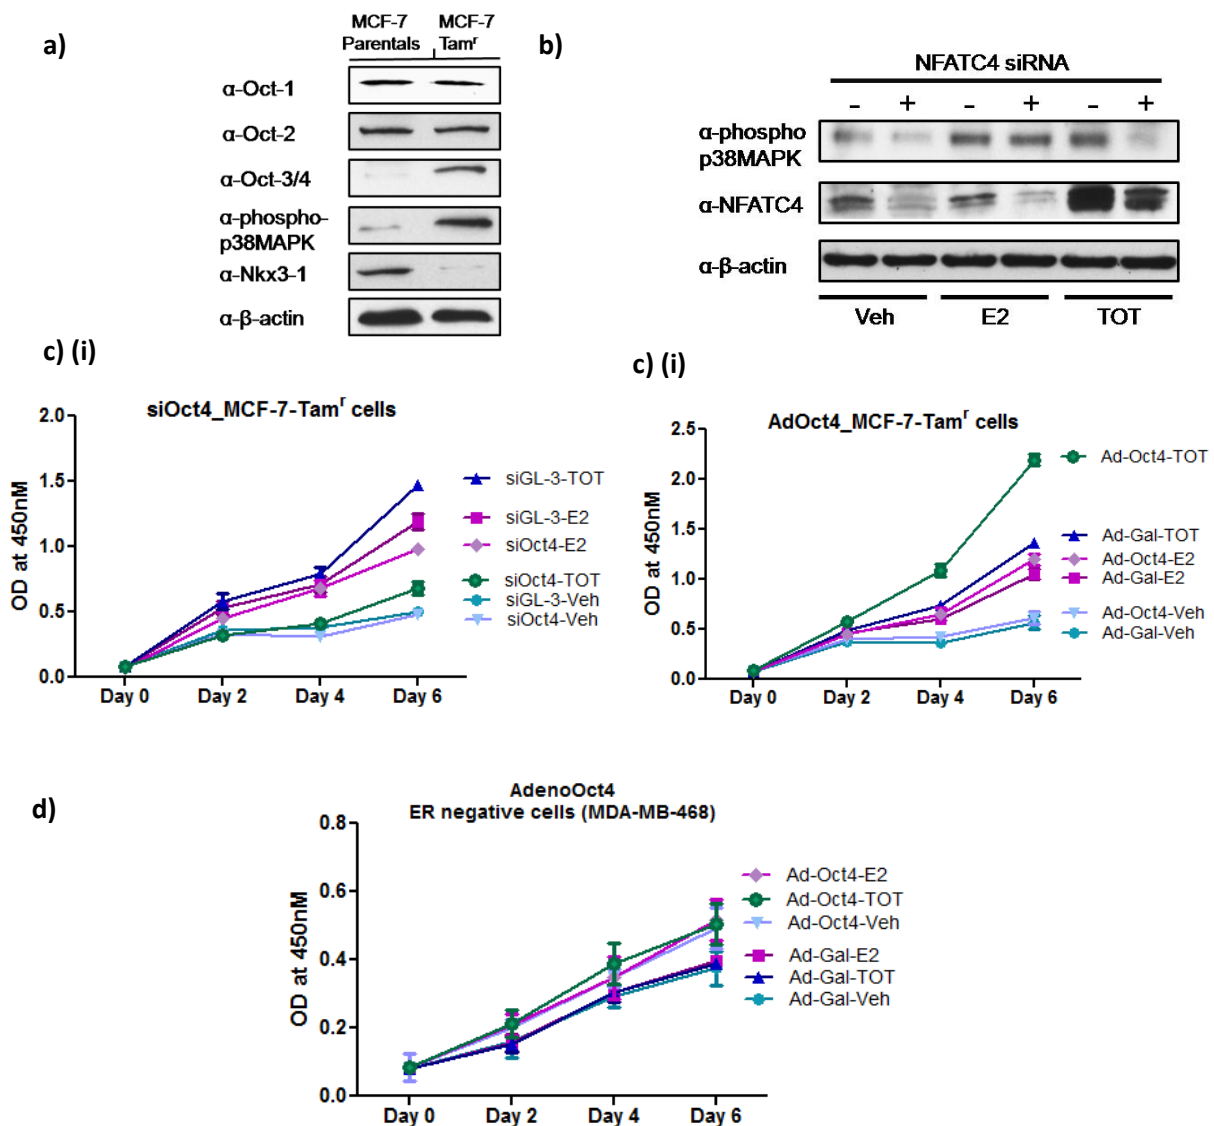 a)
MCF-7 MCF-7
Parentals Tamʳ
α-Oct-1
α-Oct-2
α-Oct-3/4
α-phospho-
p38MAPK
α-Nkx3-1
α-β-actin
b)
NFATC4 siRNA
- + - + - +
α-phospho
p38MAPK
α-NFATC4
α-β-actin
Veh E2 TOT
c) (i)
siOct4_MCF-7-Tamʳ cells
OD at 450nM
2.0
1.5
1.0
0.5
0.0
Day 0 Day 2 Day 4 Day 6
siGL-3-TOT
siGL-3-E2
siOct4-E2
siOct4-TOT
siGL-3-Veh
siOct4-Veh
c) (i)
AdOct4_MCF-7-Tamʳ cells
OD at 450nM
2.5
2.0
1.5
1.0
0.5
0.0
Day 0 Day 2 Day 4 Day 6
Ad-Oct4-TOT
Ad-Gal-TOT
Ad-Oct4-E2
Ad-Gal-E2
Ad-Oct4-Veh
Ad-Gal-Veh
d)
AdenoOct4
ER negative cells (MDA-MB-468)
OD at 450nM
0.8
0.6
0.4
0.2
0.0
Day 0 Day 2 Day 4 Day 6
Ad-Oct4-E2
Ad-Oct4-TOT
Ad-Oct4-Veh
Ad-Gal-E2
Ad-Gal-TOT
Ad-Gal-Veh